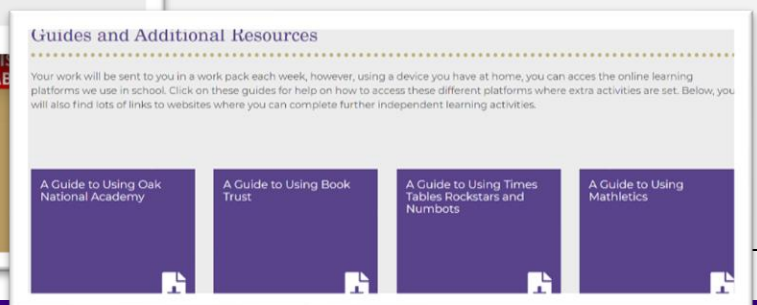 Guides and Additional Resources
Your work will be sent to you in a work pack each week, however, using a device you have at home, you can acces the online learning
platforms we use in school. Click on these guides for help on how to access these different platforms where extra activities are set. Below, you
will also find lots of links to websites where you can complete further independent learning activities.
A Guide to Using Oak
National Academy
A Guide to Using Book
Trust
A Guide to Using Times
Tables Rockstars and
Numbots
A Guide to Using
Mathletics